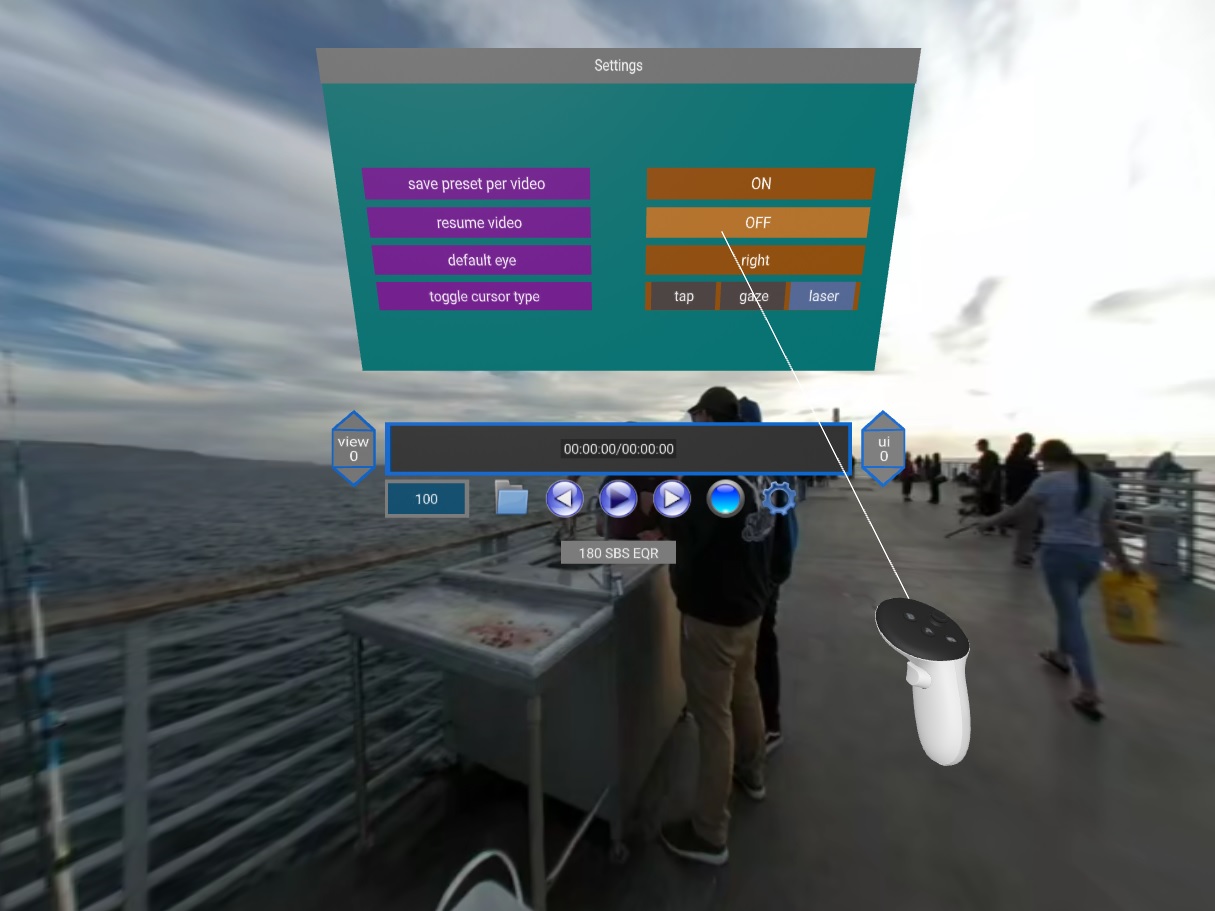 Settings
save preset per video ON
resume video OFF
default eye right
toggle cursor type tap gaze laser
view
0
00:00:00/00:00:00
ui
0
100
180 SBS EQR